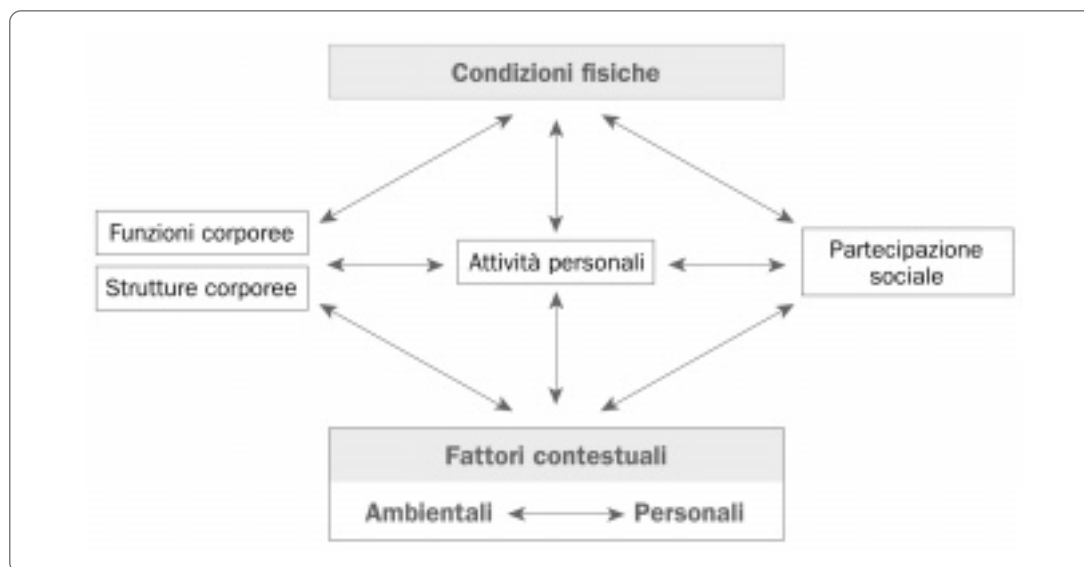 Condizioni fisiche
Funzioni corporee
Strutture corporee
Attività personali
Partecipazione
sociale
Fattori contestuali
Ambientali
Personali